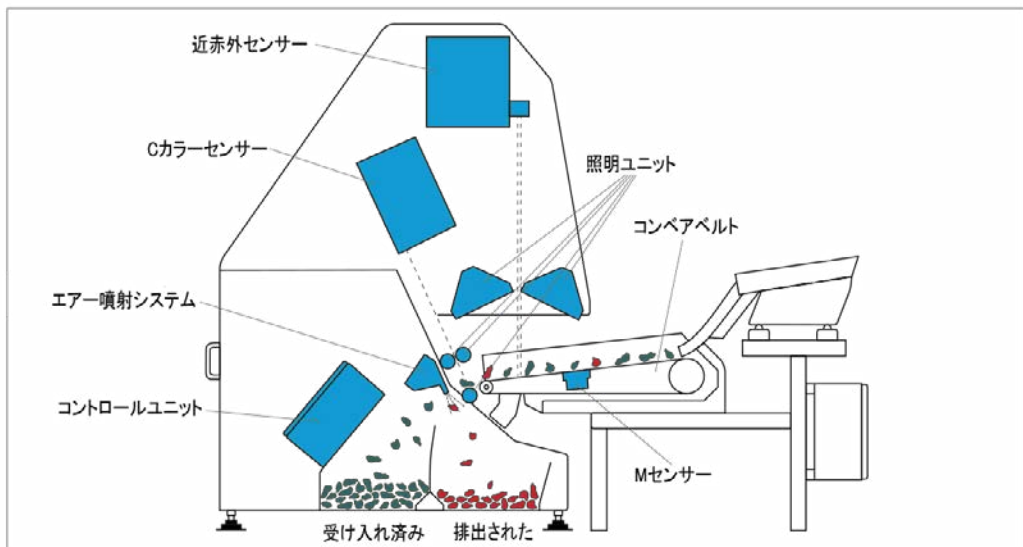 近赤外センサー
Cカラーセンサー
照明ユニット
コンベアベルト
エアー噴射システム
コントロールユニット
Mセンサー
受け入れ済み
排出された